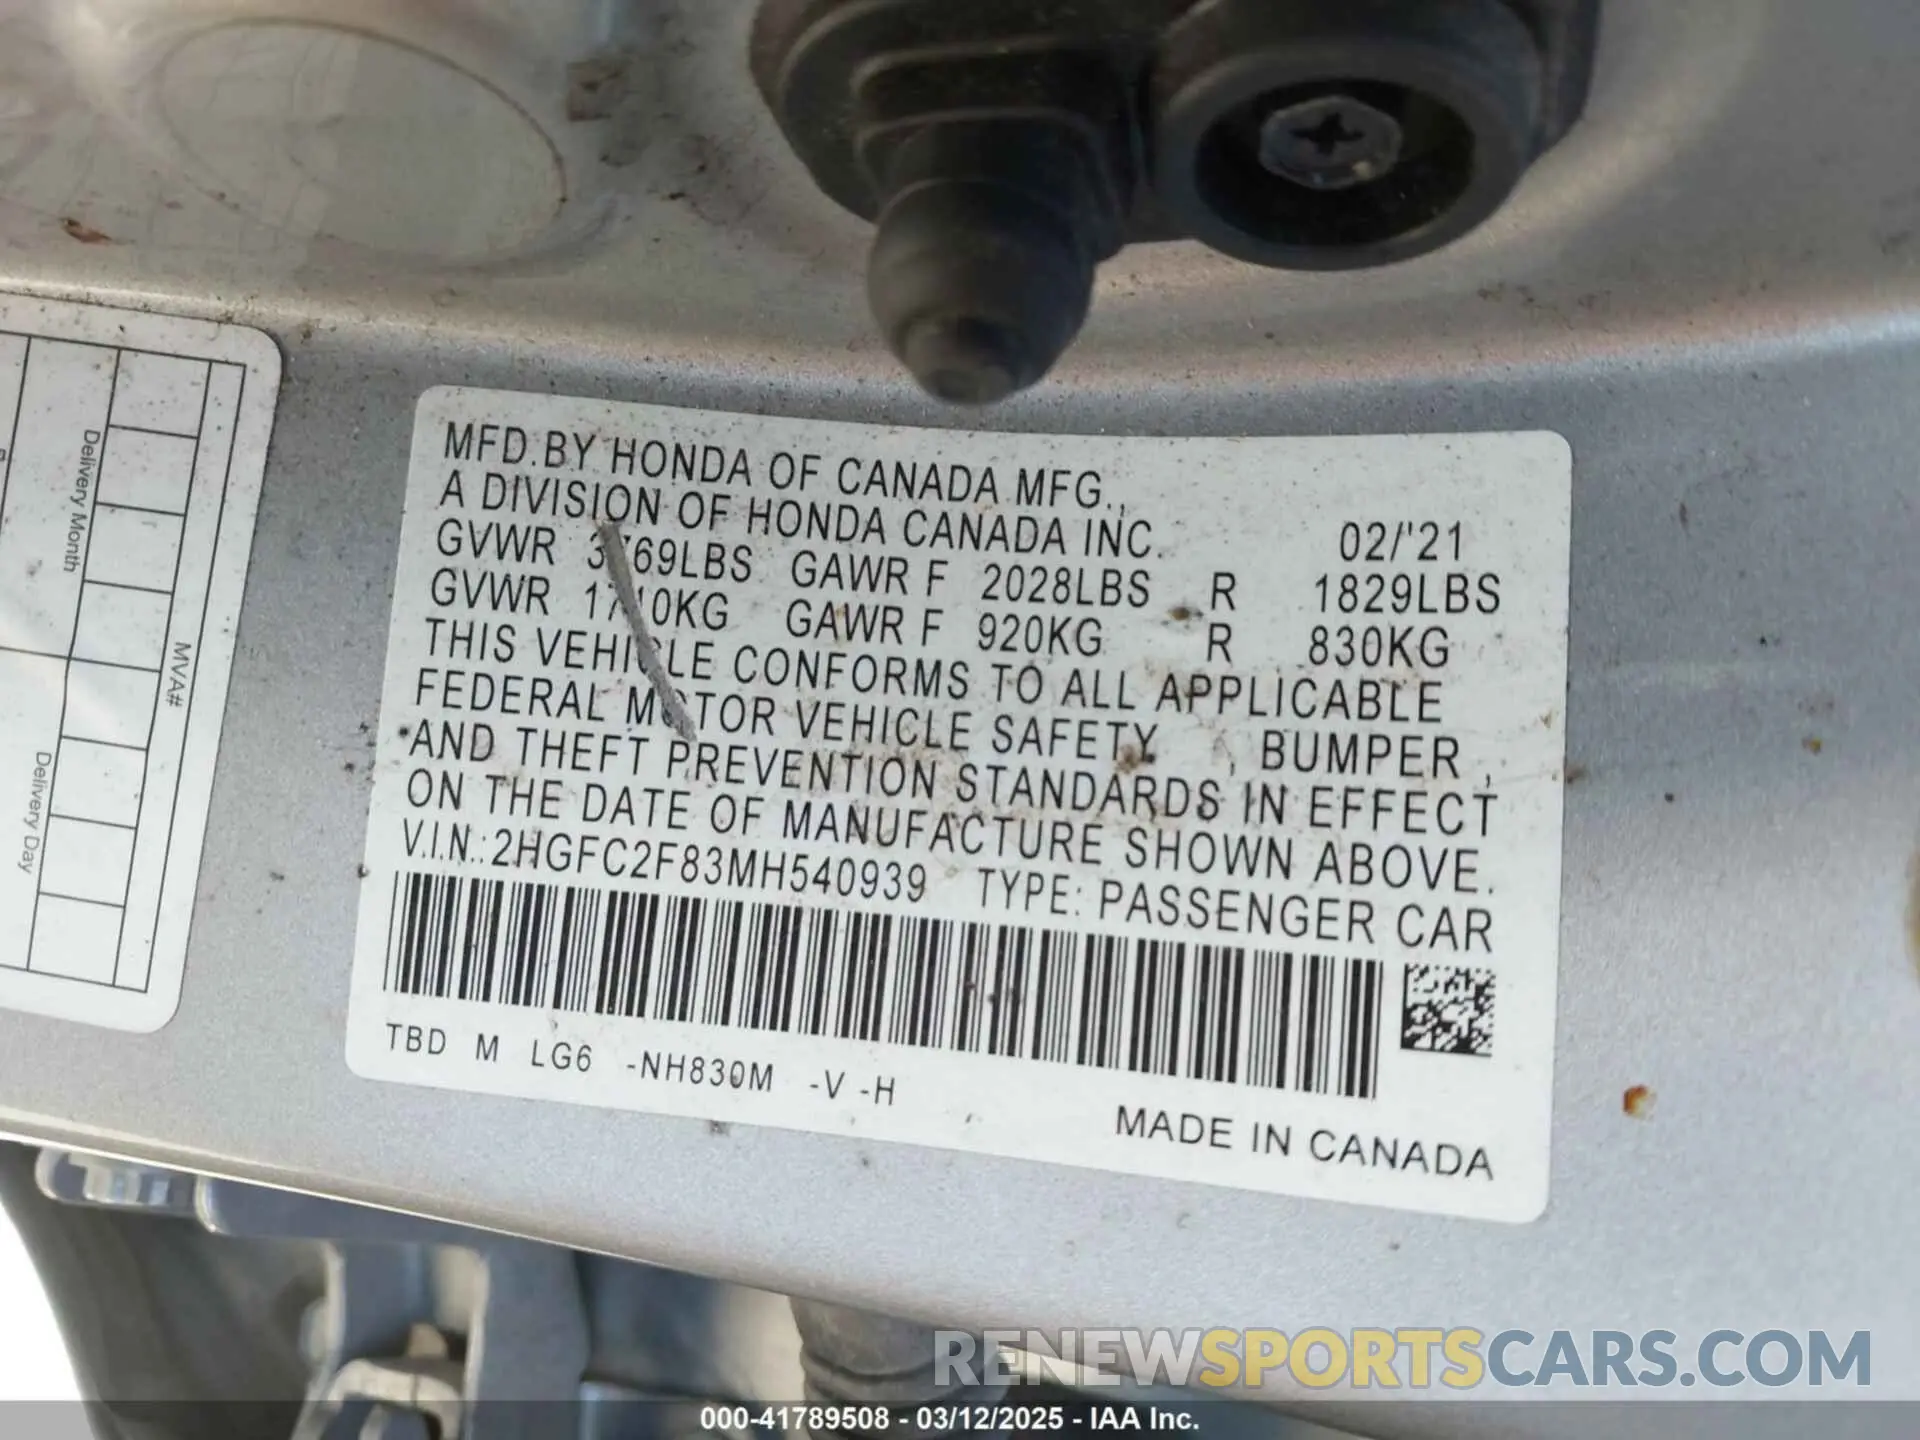 MFD.BY HONDA OF CANADA MFG.,
A DIVISION OF HONDA CANADA INC. 02/'21
GVWR 3769LBS GAWR F 2028LBS R 1829LBS
GVWR 1710KG GAWR F 920KG R 830KG
THIS VEHICLE CONFORMS TO ALL APPLICABLE
FEDERAL MOTOR VEHICLE SAFETY , BUMPER ,
AND THEFT PREVENTION STANDARDS IN EFFECT
ON THE DATE OF MANUFACTURE SHOWN ABOVE.
V.I.N.:2HGFC2F83MH540939 TYPE: PASSENGER CAR
TBD M LG6 -NH830M -V -H
MADE IN CANADA
MVA#
Delivery Month
Delivery Day
RENEWSPORTSCARS.COM
000-41789508 - 03/12/2025 - IAA Inc.